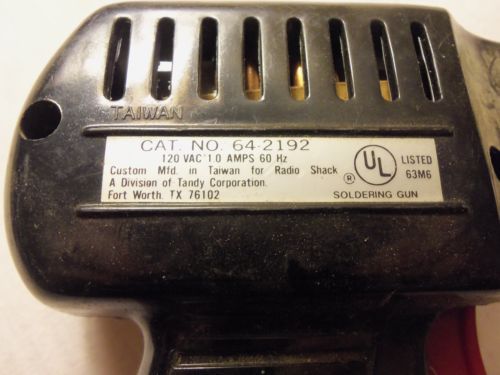 TAIWAN
CAT. NO. 64-2192
120 VAC 1.0 AMPS 60 Hz
Custom Mfd. in Taiwan for Radio Shack
A Division of Tandy Corporation.
Fort Worth, TX 76102
UL
®
LISTED
63M6
SOLDERING GUN